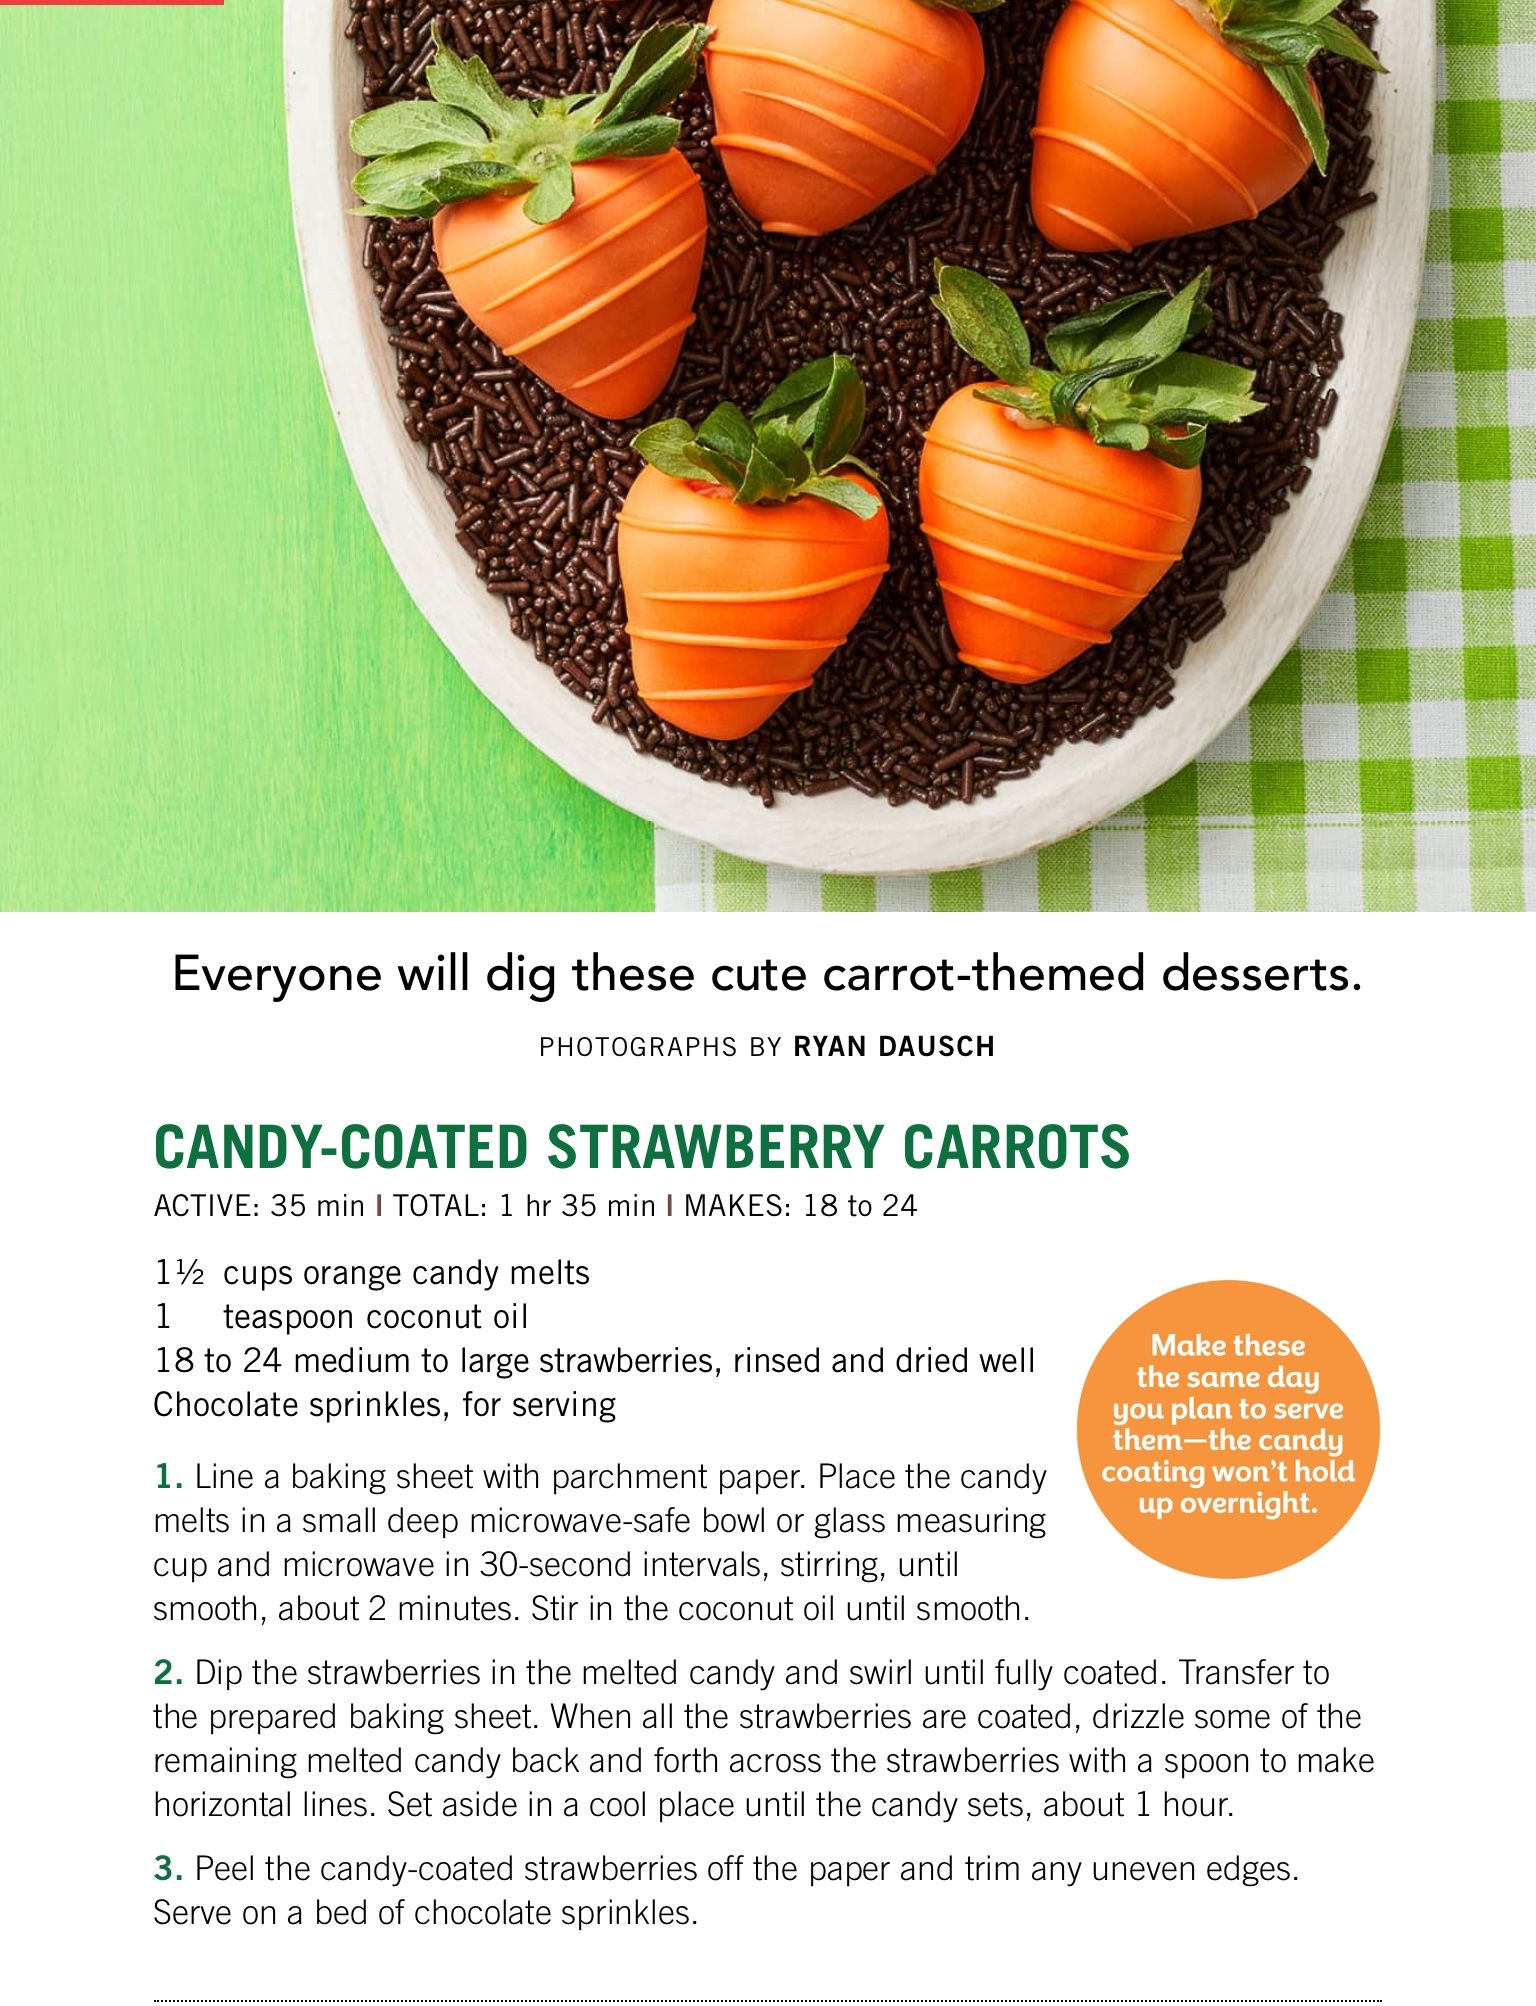 Everyone will dig these cute carrot-themed desserts.
PHOTOGRAPHS BY RYAN DAUSCH
CANDY-COATED STRAWBERRY CARROTS
ACTIVE: 35 min | TOTAL: 1 hr 35 min | MAKES: 18 to 24
1½ cups orange candy melts
1 teaspoon coconut oil
18 to 24 medium to large strawberries, rinsed and dried well
Chocolate sprinkles, for serving
Make these
the same day
you plan to serve
them—the candy
coating won't hold
up overnight.
1. Line a baking sheet with parchment paper. Place the candy
melts in a small deep microwave-safe bowl or glass measuring
cup and microwave in 30-second intervals, stirring, until
smooth, about 2 minutes. Stir in the coconut oil until smooth.
2. Dip the strawberries in the melted candy and swirl until fully coated. Transfer to
the prepared baking sheet. When all the strawberries are coated, drizzle some of the
remaining melted candy back and forth across the strawberries with a spoon to make
horizontal lines. Set aside in a cool place until the candy sets, about 1 hour.
3. Peel the candy-coated strawberries off the paper and trim any uneven edges.
Serve on a bed of chocolate sprinkles.